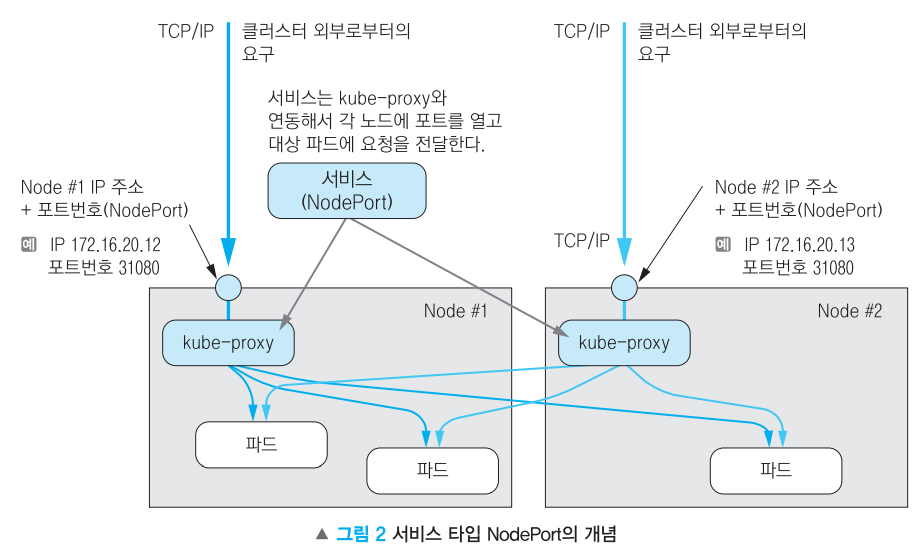 TCP/IP
클러스터 외부로부터의
요구
TCP/IP
클러스터 외부로부터의
요구
서비스는 kube-proxy와
연동해서 각 노드에 포트를 열고
대상 파드에 요청을 전달한다.
서비스
(NodePort)
Node #1 IP 주소
+ 포트번호(NodePort)
예 IP 172.16.20.12
포트번호 31080
Node #2 IP 주소
+ 포트번호(NodePort)
TCP/IP
예 IP 172.16.20.13
포트번호 31080
Node #1
Node #2
kube-proxy
kube-proxy
파드
파드
파드
▲ 그림 2 서비스 타입 NodePort의 개념